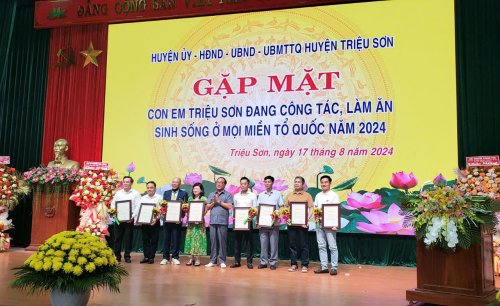 ĐẢNG CỘNG SẢN VIỆT NAM
HUYỆN ỦY - HĐND - UBND - UBMTTQ HUYỆN TRIỆU SƠN
GẶP MẶT
CON EM TRIỆU SƠN ĐANG CÔNG TÁC, LÀM ĂN
SINH SỐNG Ở MỌI MIỀN TỔ QUỐC NĂM 2024
Triệu Sơn, ngày 17 tháng 8 năm 2024